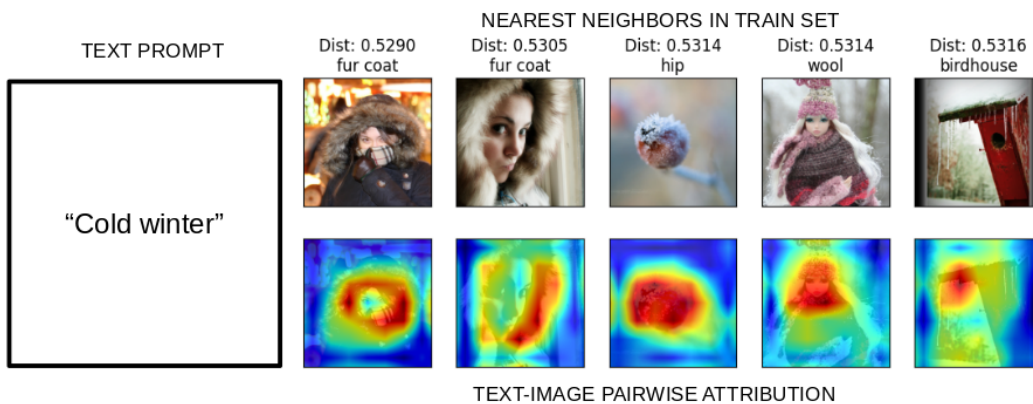 NEAREST NEIGHBORS IN TRAIN SET
TEXT PROMPT
Dist: 0.5290
fur coat
Dist: 0.5305
fur coat
Dist: 0.5314
hip
Dist: 0.5314
wool
Dist: 0.5316
birdhouse
“Cold winter”
TEXT-IMAGE PAIRWISE ATTRIBUTION